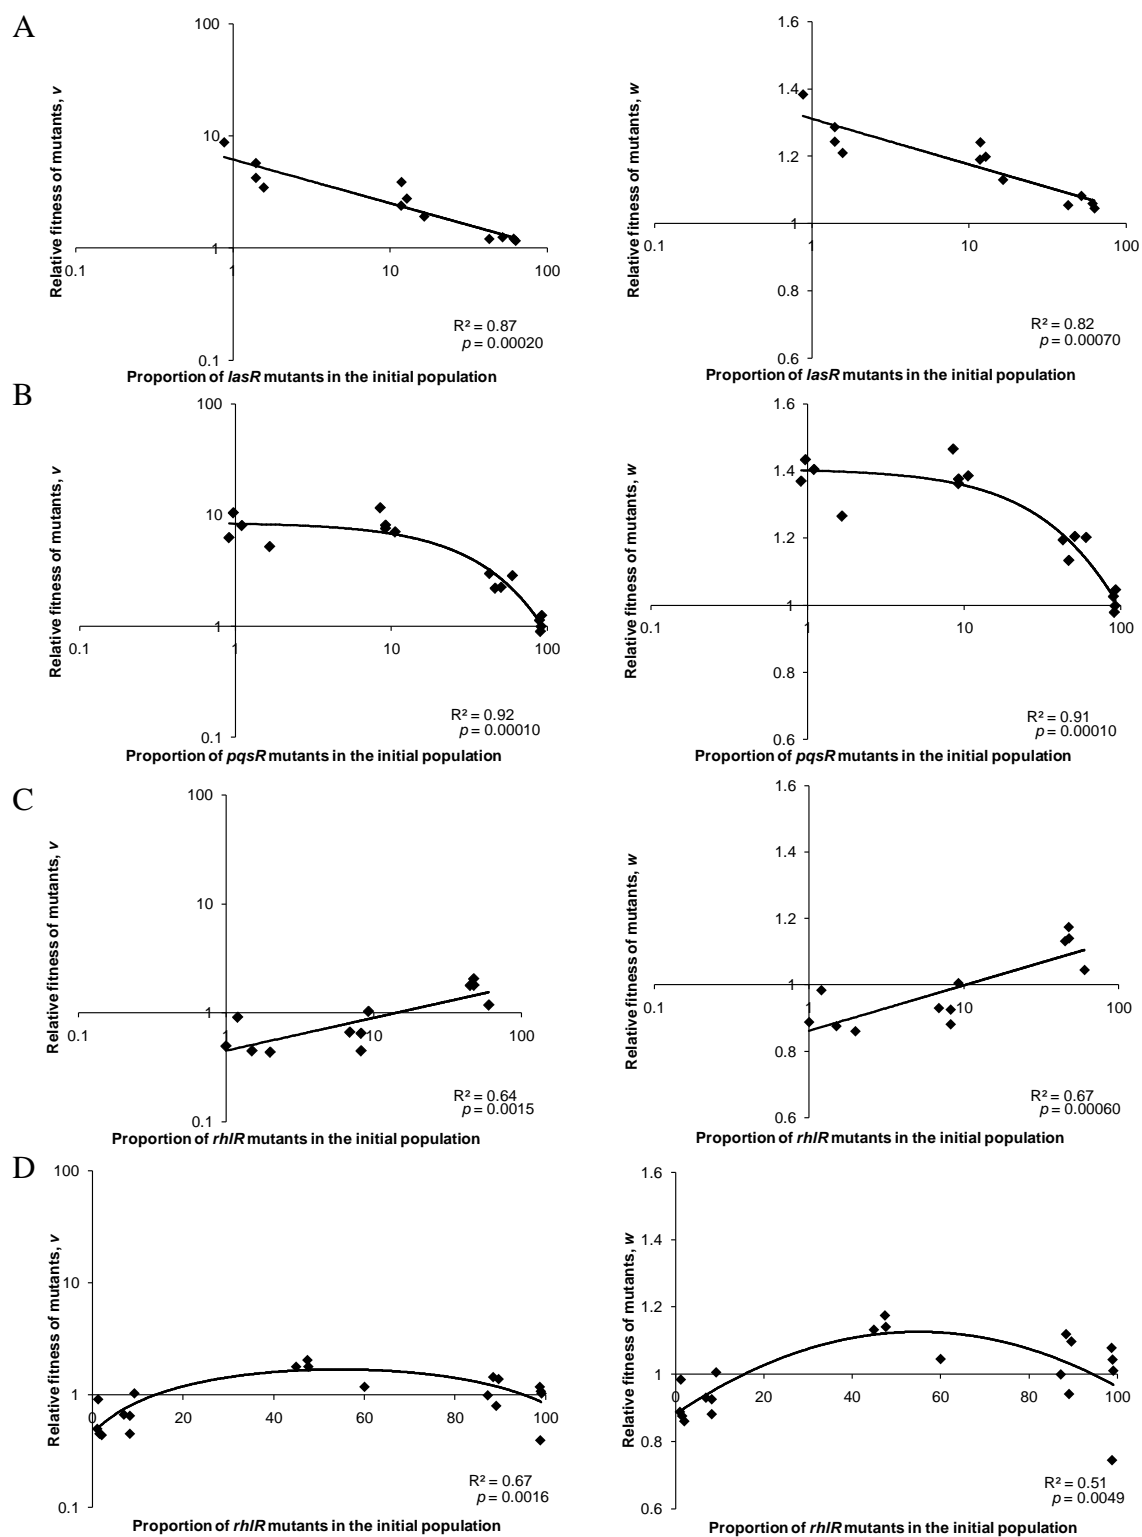 A
100
10
1
0.1
0.1
1
10
100
Relative fitness of mutants, v
R² = 0.87
p = 0.00020
Proportion of lasR mutants in the initial population
1.6
1.4
1.2
1
0.8
0.6
0.1
1
10
100
Relative fitness of mutants, w
R² = 0.82
p = 0.00070
Proportion of lasR mutants in the initial population
B
100
10
1
0.1
0.1
1
10
100
Relative fitness of mutants, v
R² = 0.92
p = 0.00010
Proportion of pqsR mutants in the initial population
1.6
1.4
1.2
1
0.8
0.6
0.1
1
10
100
Relative fitness of mutants, w
R² = 0.91
p = 0.00010
Proportion of pqsR mutants in the initial population
C
100
10
1
0.1
0.1
1
10
100
Relative fitness of mutants, v
R² = 0.64
p = 0.0015
Proportion of rhlR mutants in the initial population
1.6
1.4
1.2
1
0.8
0.6
0.1
1
10
100
Relative fitness of mutants, w
R² = 0.67
p = 0.00060
Proportion of rhlR mutants in the initial population
D
100
10
1
0.1
0
20
40
60
80
100
Relative fitness of mutants, v
R² = 0.67
p = 0.0016
Proportion of rhlR mutants in the initial population
1.6
1.4
1.2
1
0.8
0.6
0
20
40
60
80
100
Relative fitness of mutants, w
R² = 0.51
p = 0.0049
Proportion of rhlR mutants in the initial population